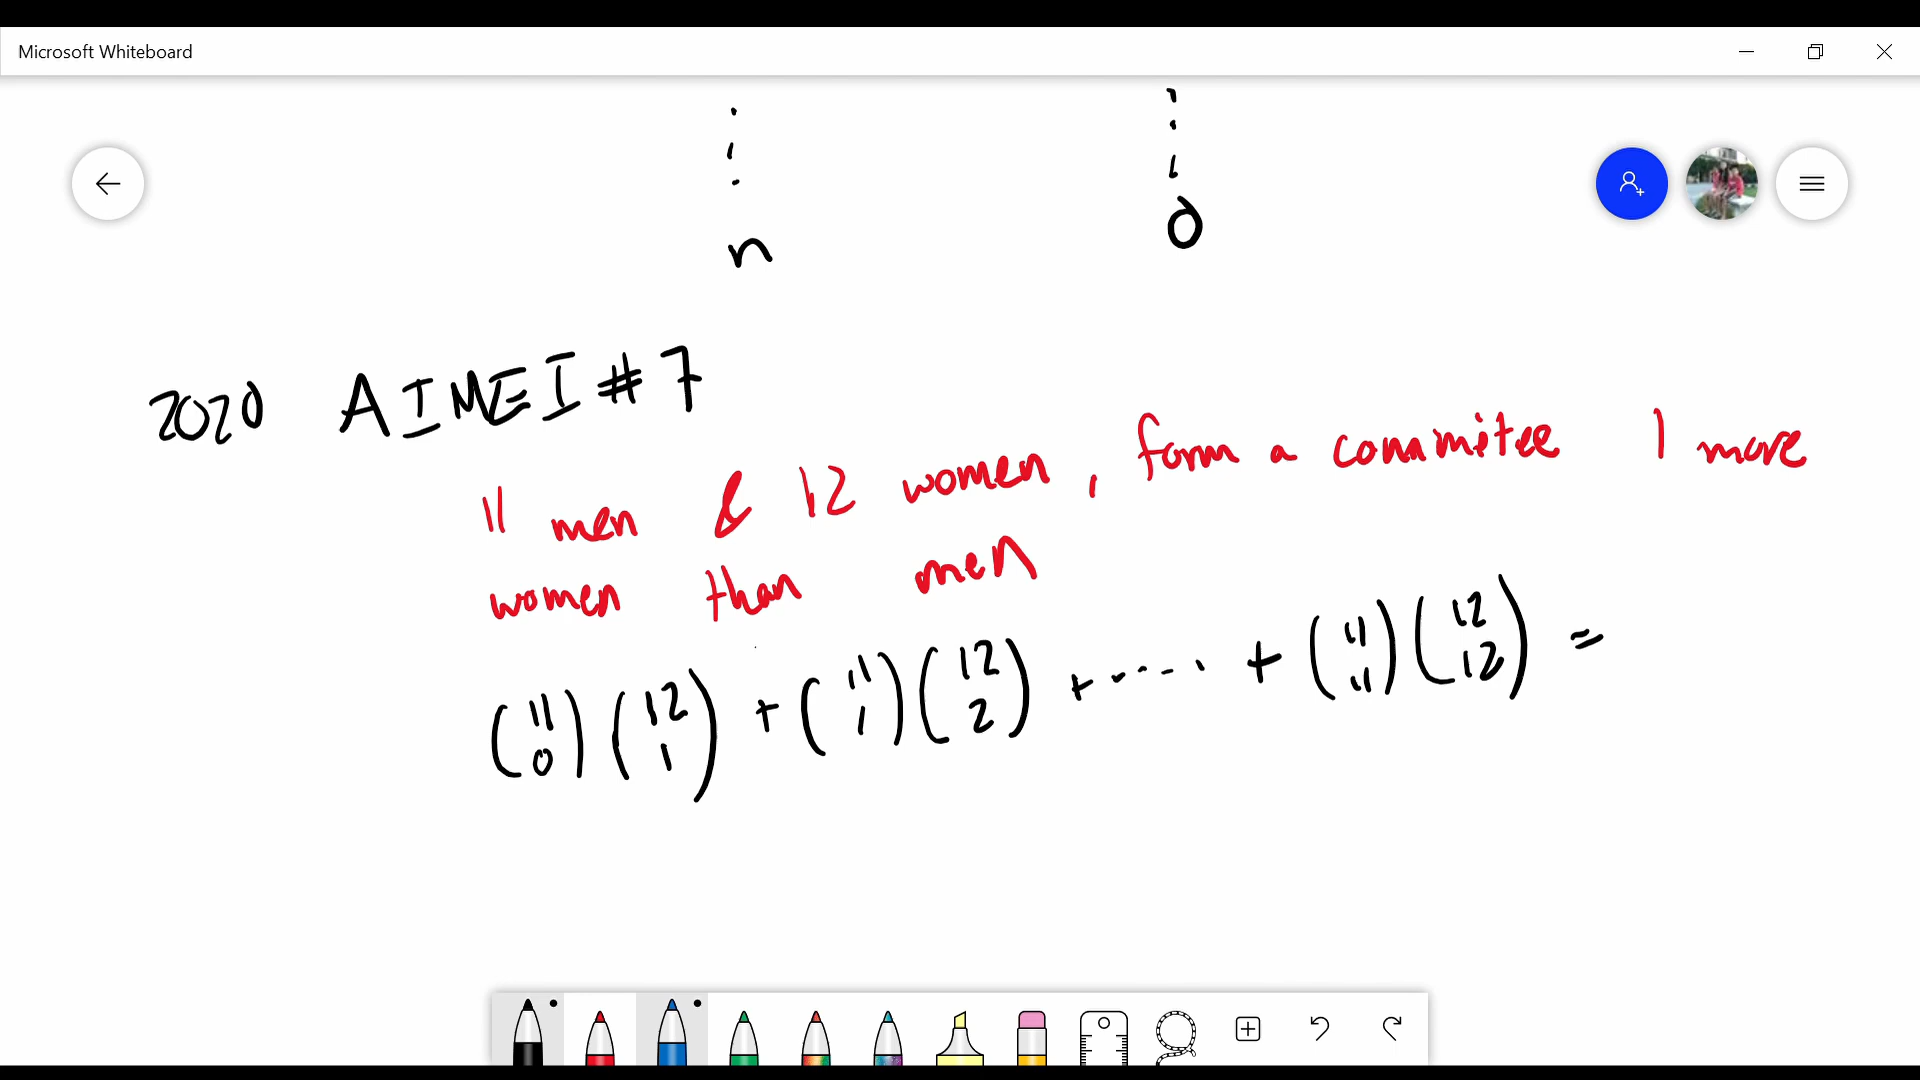 Microsoft Whiteboard
n 0
2020 AIMEI#7
11 men & 12 women, form a committee 1 more
women than men
(11 0)(12 1) + (11 1)(12 2) + ..... + (11 11)(12 12) =